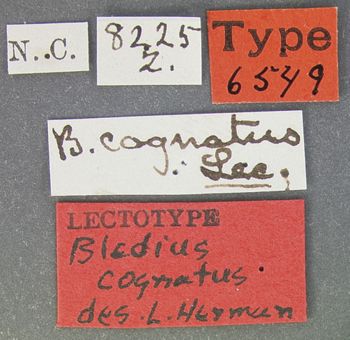 N..C.
8225
Z.
Type
6549
B. cognatus
Lec.
LECTOTYPE
Bledius
cognatus
des. L. Herman